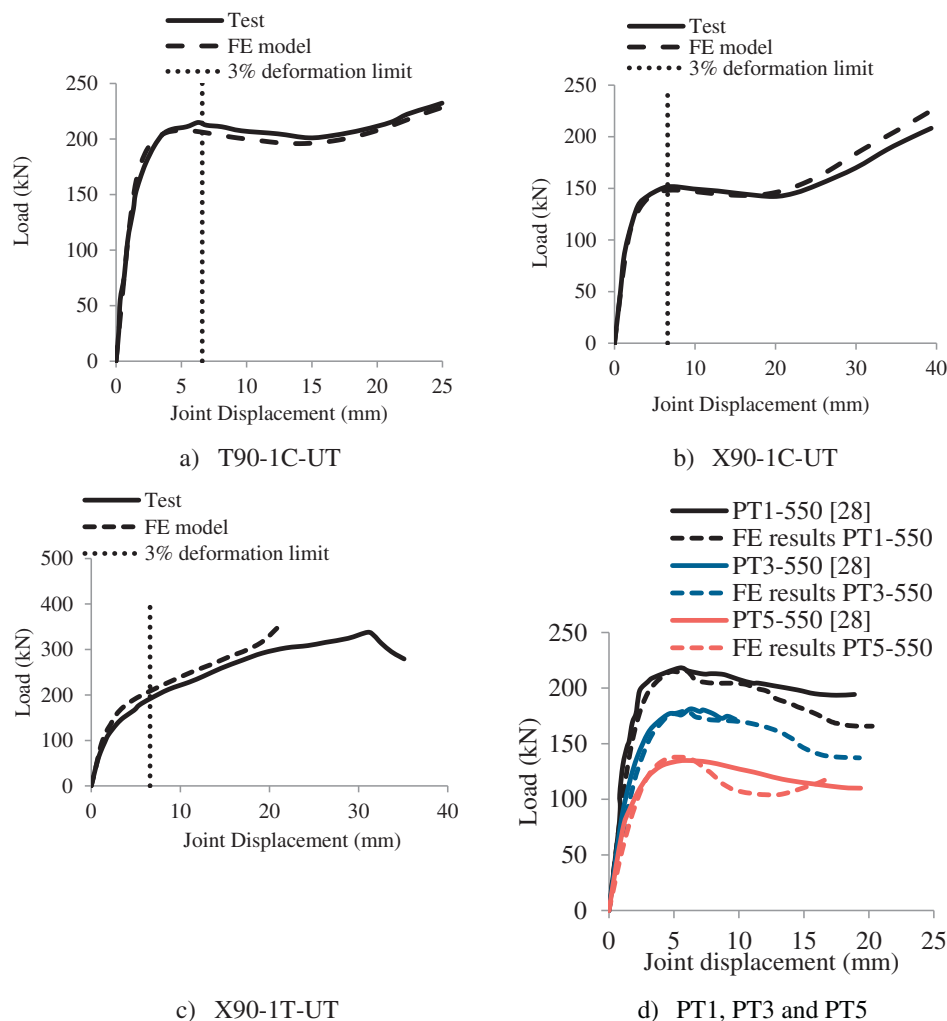 Test
FE model
3% deformation limit
250
200
150
100
50
0
Load (kN)
0 5 10 15 20 25
Joint Displacement (mm)
a) T90-1C-UT
Test
FE model
3% deformation limit
250
200
150
100
50
0
Load (kN)
0 10 20 30 40
Joint Displacement (mm)
b) X90-1C-UT
Test
FE model
3% deformation limit
500
400
300
200
100
0
Load (kN)
0 10 20 30 40
Joint Displacement (mm)
c) X90-1T-UT
PT1-550 [28]
FE results PT1-550
PT3-550 [28]
FE results PT3-550
PT5-550 [28]
FE results PT5-550
250
200
150
100
50
0
Load (kN)
0 5 10 15 20 25
Joint displacement (mm)
d) PT1, PT3 and PT5